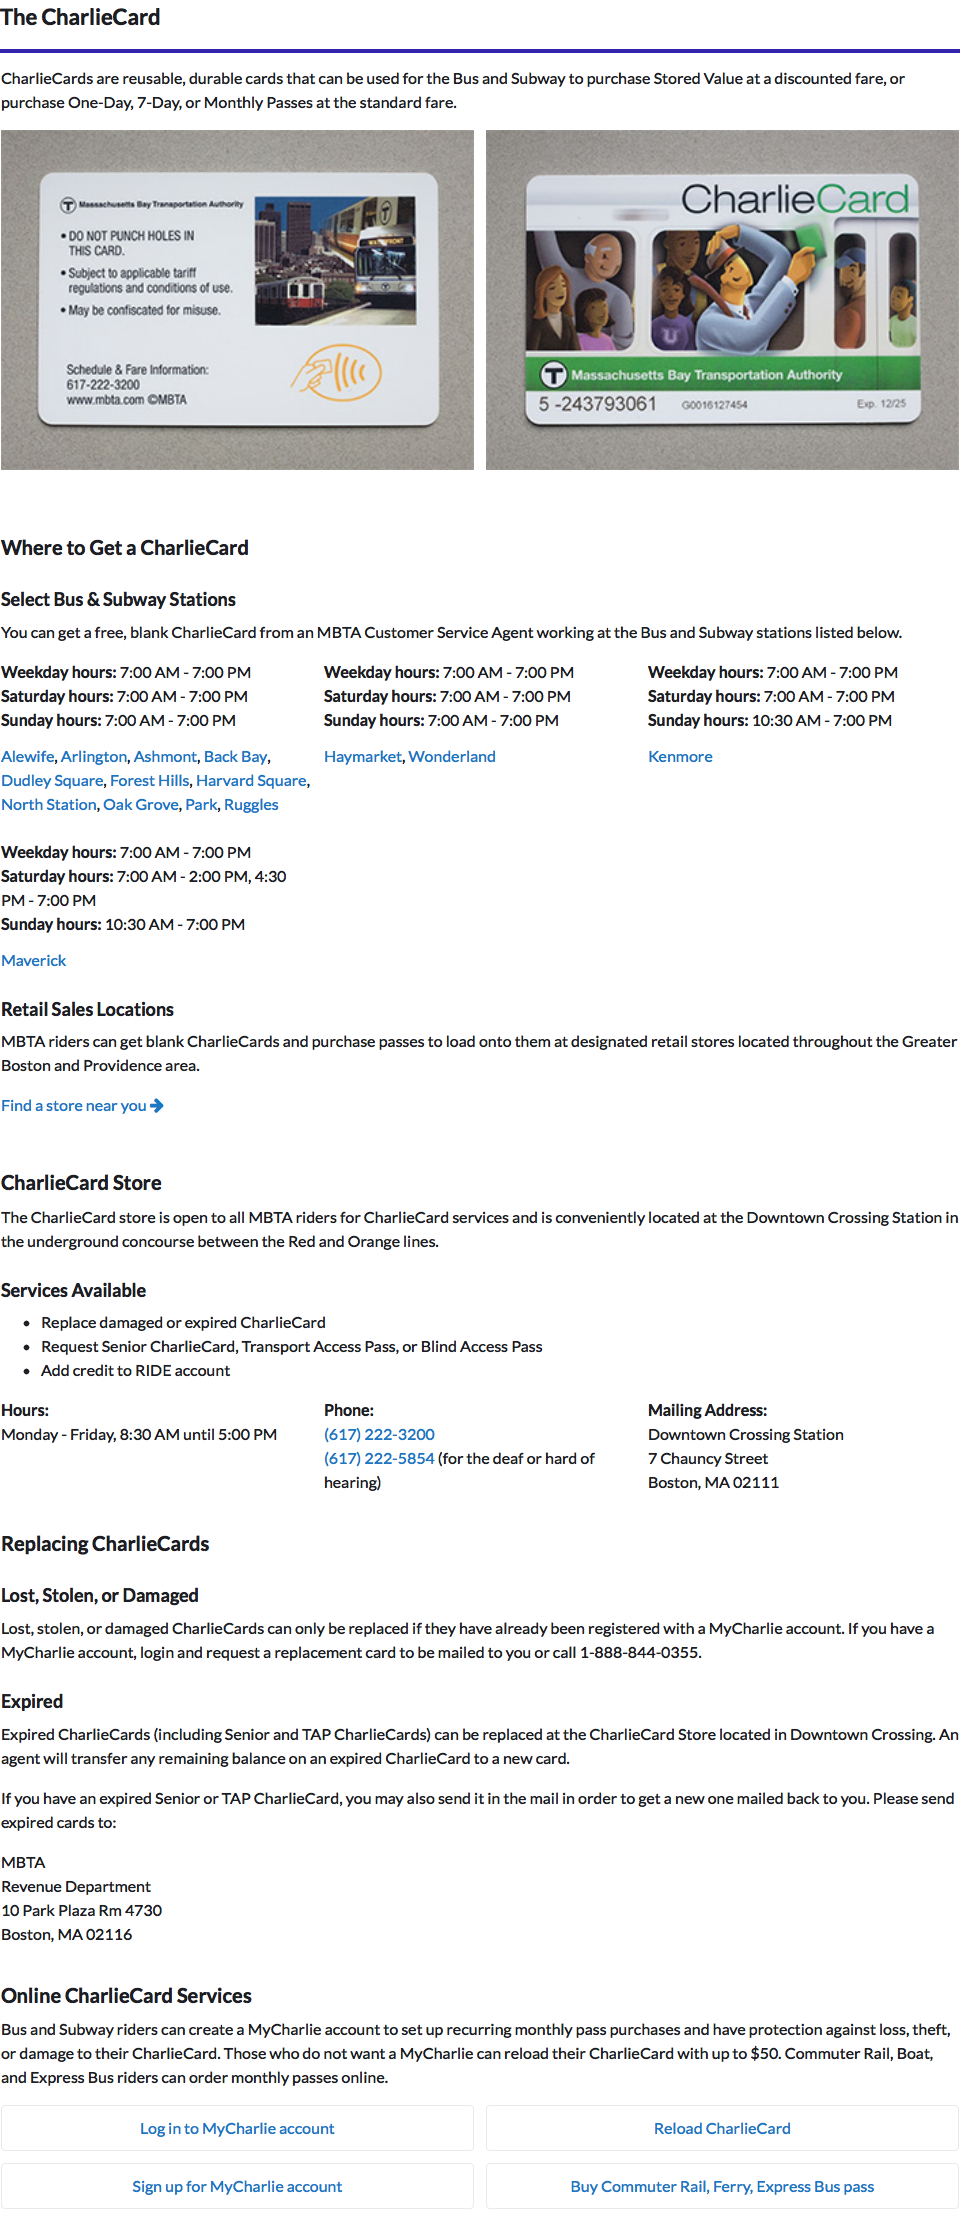 The CharlieCard
CharlieCards are reusable, durable cards that can be used for the Bus and Subway to purchase Stored Value at a discounted fare, or
purchase One-Day, 7-Day, or Monthly Passes at the standard fare.
T Massachusetts Bay Transportation Authority
• DO NOT PUNCH HOLES IN
THIS CARD.
• Subject to applicable tariff
regulations and conditions of use.
• May be confiscated for misuse.
Schedule & Fare Information:
617-222-3200
www.mbta.com ©MBTA
WATERFRONT
CharlieCard
T Massachusetts Bay Transportation Authority
5 -243793061 G0016127454 Exp. 12/25
Where to Get a CharlieCard
Select Bus & Subway Stations
You can get a free, blank CharlieCard from an MBTA Customer Service Agent working at the Bus and Subway stations listed below.
Weekday hours: 7:00 AM - 7:00 PM
Saturday hours: 7:00 AM - 7:00 PM
Sunday hours: 7:00 AM - 7:00 PM
Alewife, Arlington, Ashmont, Back Bay,
Dudley Square, Forest Hills, Harvard Square,
North Station, Oak Grove, Park, Ruggles
Weekday hours: 7:00 AM - 7:00 PM
Saturday hours: 7:00 AM - 7:00 PM
Sunday hours: 7:00 AM - 7:00 PM
Haymarket, Wonderland
Weekday hours: 7:00 AM - 7:00 PM
Saturday hours: 7:00 AM - 7:00 PM
Sunday hours: 10:30 AM - 7:00 PM
Kenmore
Weekday hours: 7:00 AM - 7:00 PM
Saturday hours: 7:00 AM - 2:00 PM, 4:30
PM - 7:00 PM
Sunday hours: 10:30 AM - 7:00 PM
Maverick
Retail Sales Locations
MBTA riders can get blank CharlieCards and purchase passes to load onto them at designated retail stores located throughout the Greater
Boston and Providence area.
Find a store near you
CharlieCard Store
The CharlieCard store is open to all MBTA riders for CharlieCard services and is conveniently located at the Downtown Crossing Station in
the underground concourse between the Red and Orange lines.
Services Available
• Replace damaged or expired CharlieCard
• Request Senior CharlieCard, Transport Access Pass, or Blind Access Pass
• Add credit to RIDE account
Hours:
Monday - Friday, 8:30 AM until 5:00 PM
Phone:
(617) 222-3200
(617) 222-5854 (for the deaf or hard of
hearing)
Mailing Address:
Downtown Crossing Station
7 Chauncy Street
Boston, MA 02111
Replacing CharlieCards
Lost, Stolen, or Damaged
Lost, stolen, or damaged CharlieCards can only be replaced if they have already been registered with a MyCharlie account. If you have a
MyCharlie account, login and request a replacement card to be mailed to you or call 1-888-844-0355.
Expired
Expired CharlieCards (including Senior and TAP CharlieCards) can be replaced at the CharlieCard Store located in Downtown Crossing. An
agent will transfer any remaining balance on an expired CharlieCard to a new card.
If you have an expired Senior or TAP CharlieCard, you may also send it in the mail in order to get a new one mailed back to you. Please send
expired cards to:
MBTA
Revenue Department
10 Park Plaza Rm 4730
Boston, MA 02116
Online CharlieCard Services
Bus and Subway riders can create a MyCharlie account to set up recurring monthly pass purchases and have protection against loss, theft,
or damage to their CharlieCard. Those who do not want a MyCharlie can reload their CharlieCard with up to $50. Commuter Rail, Boat,
and Express Bus riders can order monthly passes online.
Log in to MyCharlie account
Reload CharlieCard
Sign up for MyCharlie account
Buy Commuter Rail, Ferry, Express Bus pass